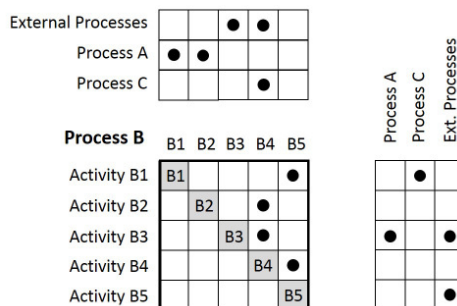 External Processes
Process A
Process C
Process A
Process C
Ext. Processes
Process B B1 B2 B3 B4 B5
Activity B1 B1
Activity B2 B2
Activity B3 B3
Activity B4 B4
Activity B5 B5